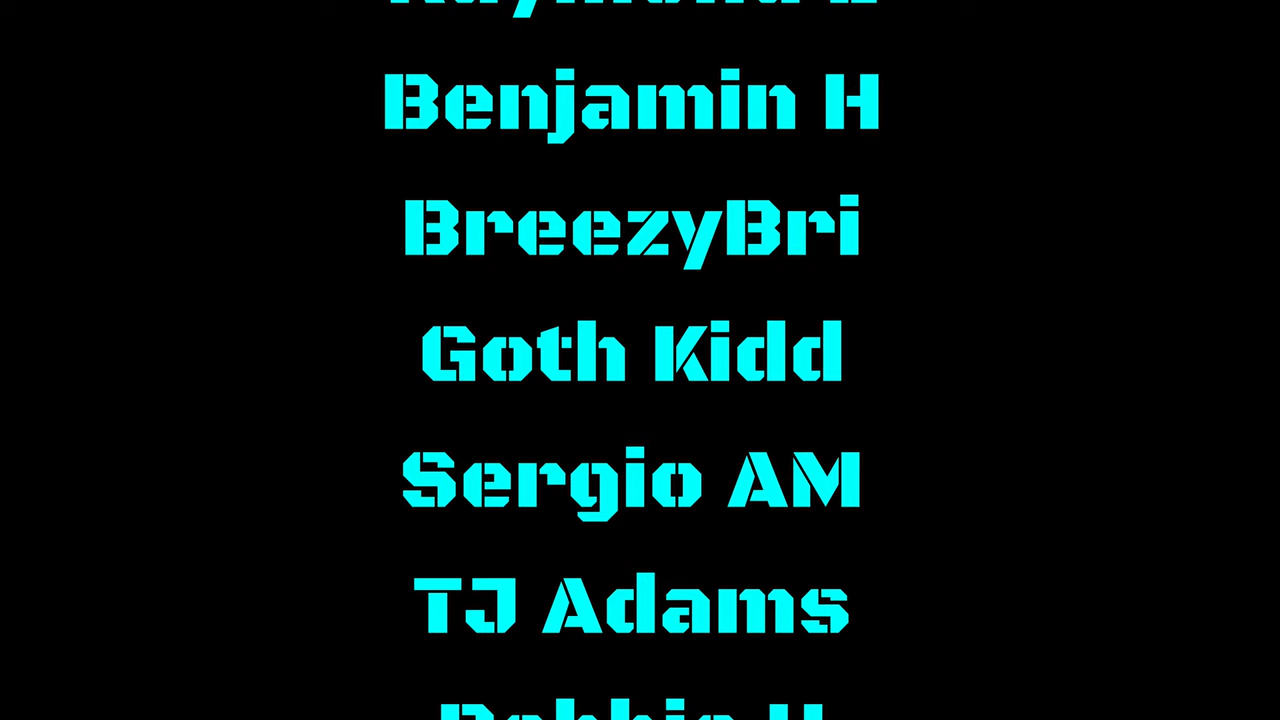 Benjamin H
BreezyBri
Goth Kidd
Sergio AM
TJ Adams